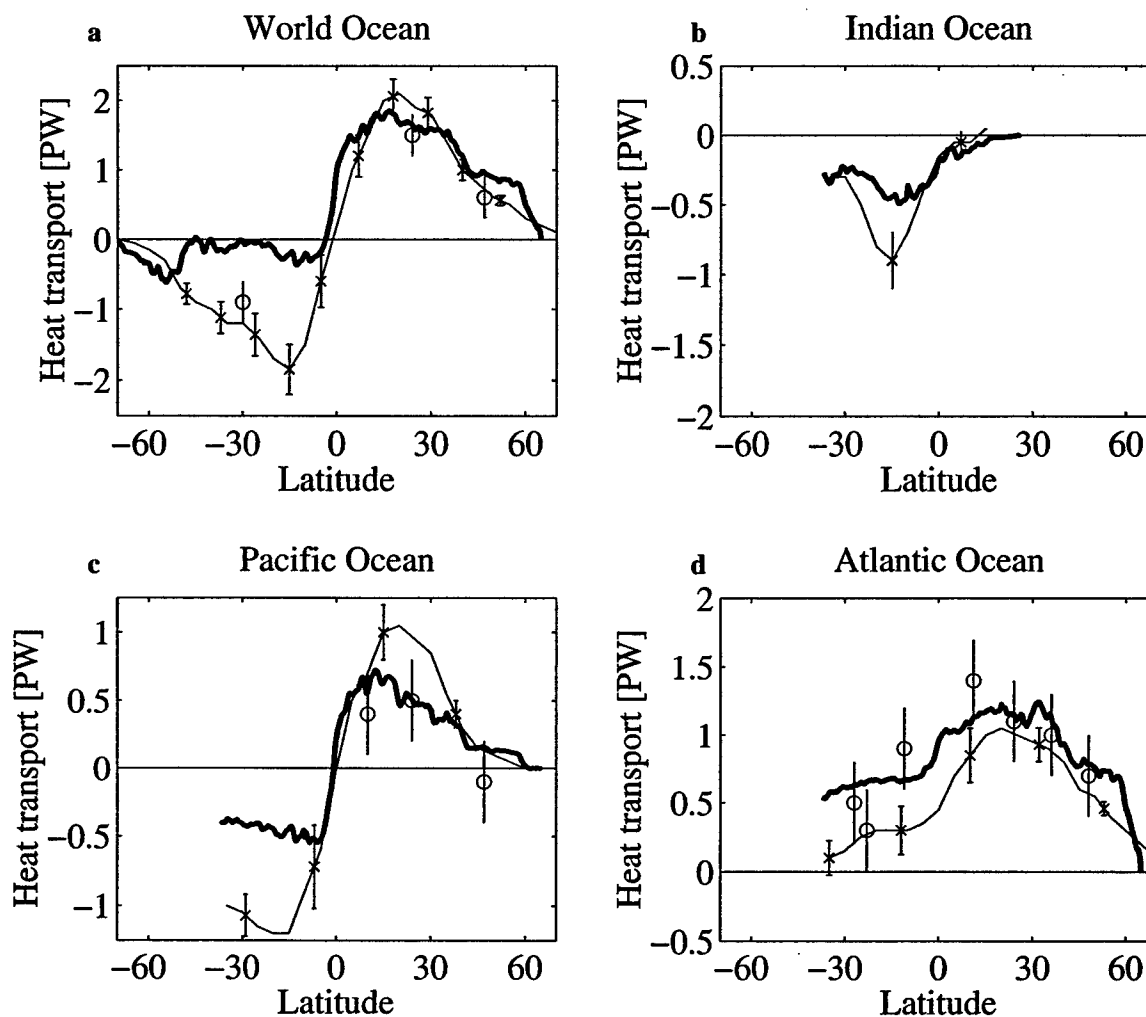 a World Ocean
Heat transport [PW]
2
1
0
−1
−2
−60 −30 0 30 60
Latitude
b Indian Ocean
Heat transport [PW]
0.5
0
−0.5
−1
−1.5
−2
−60 −30 0 30 60
Latitude
c Pacific Ocean
Heat transport [PW]
1
0.5
0
−0.5
−1
−60 −30 0 30 60
Latitude
d Atlantic Ocean
Heat transport [PW]
2
1.5
1
0.5
0
−0.5
−60 −30 0 30 60
Latitude